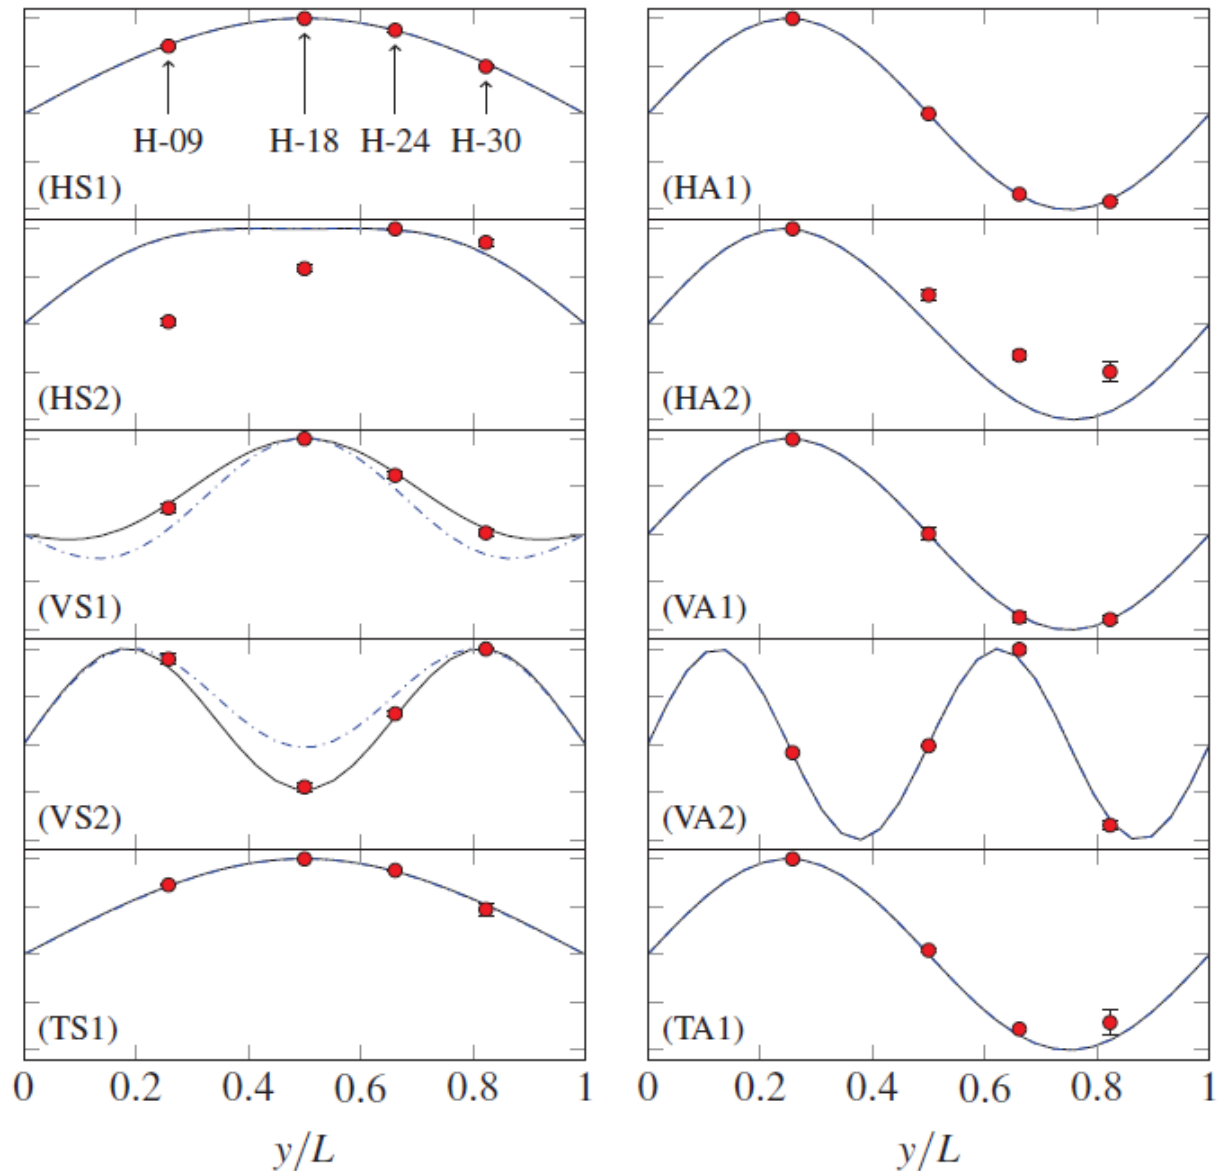 H-09 H-18 H-24 H-30
(HS1) (HA1)
(HS2) (HA2)
(VS1) (VA1)
(VS2) (VA2)
(TS1) (TA1)
0 0.2 0.4 0.6 0.8 1 0 0.2 0.4 0.6 0.8 1
y/L y/L